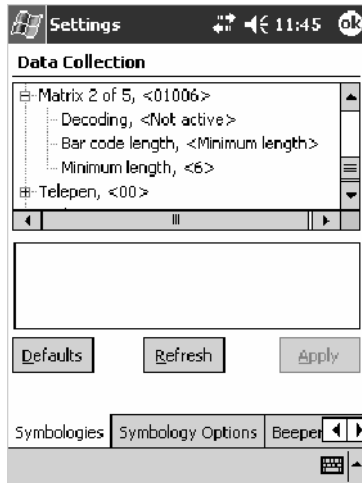 Settings 11:45 ok
Data Collection
Matrix 2 of 5, <01006>
Decoding, <Not active>
Bar code length, <Minimum length>
Minimum length, <6>
Telepen, <00>
Defaults Refresh Apply
Symbologies Symbology Options Beeper